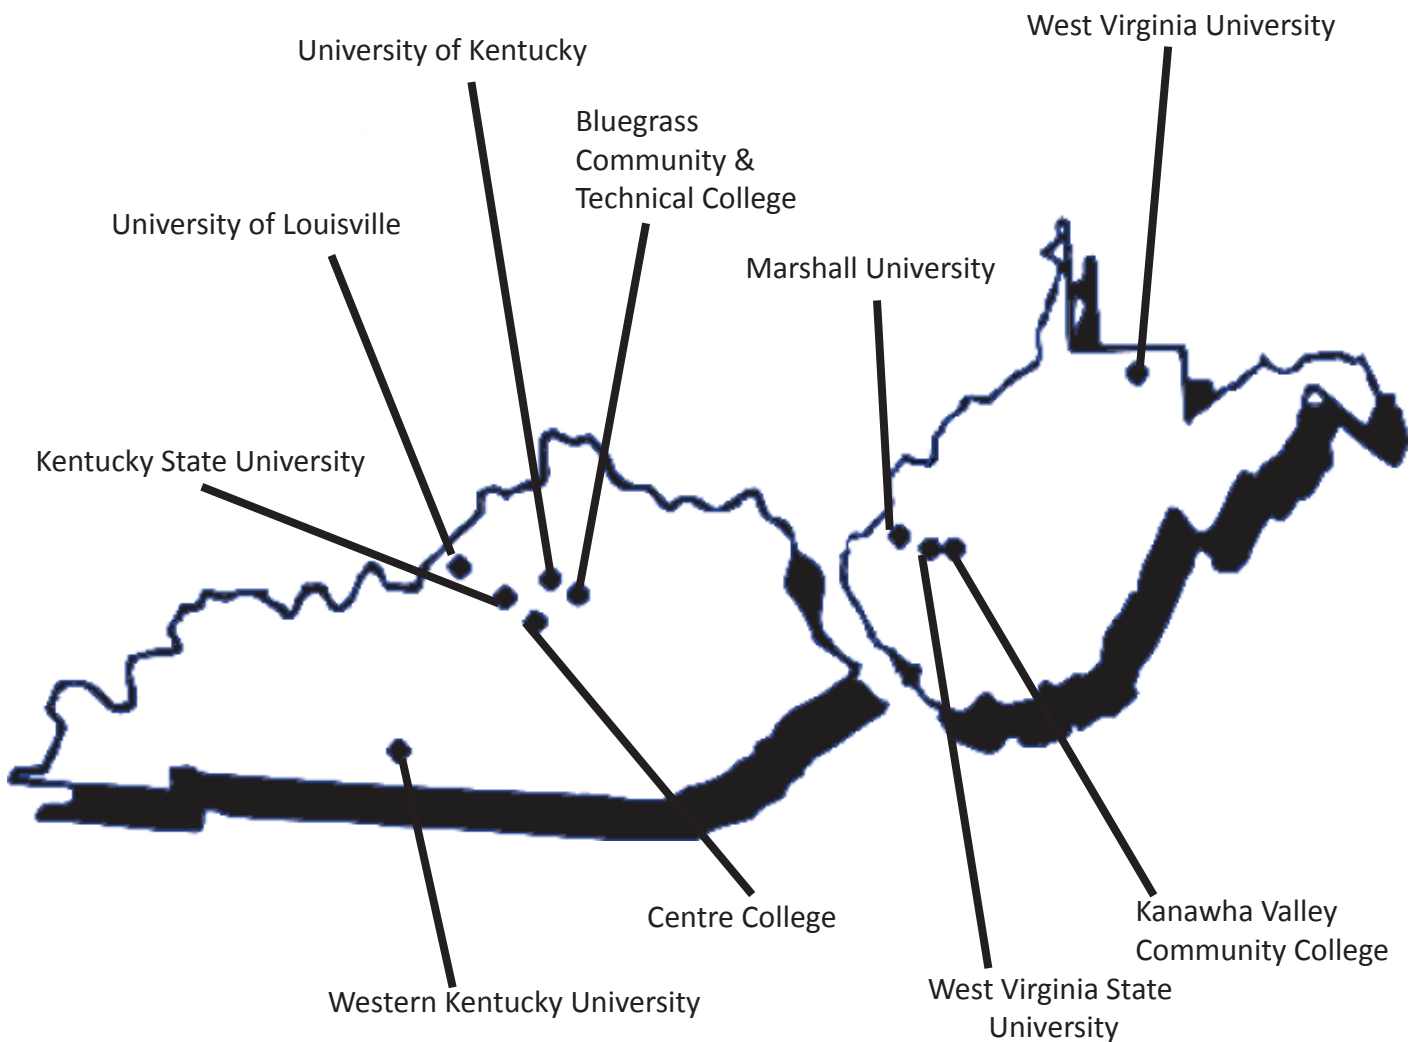 West Virginia University
University of Kentucky
Bluegrass
Community &
Technical College
University of Louisville
Marshall University
Kentucky State University
Centre College
Kanawha Valley
Community College
Western Kentucky University
West Virginia State
University